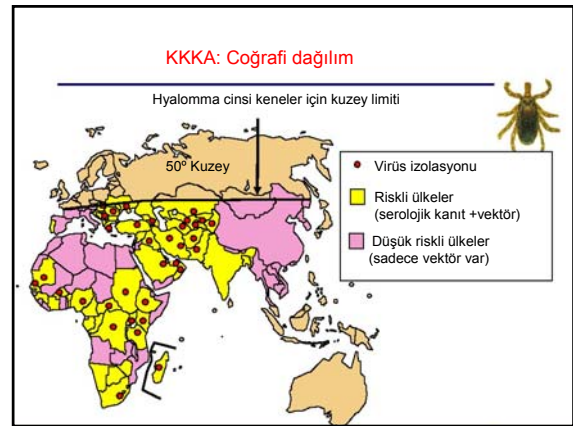 KKKA: Coğrafi dağılım
Hyalomma cinsi keneler için kuzey limiti
50º Kuzey
Virüs izolasyonu
Riskli ülkeler
(serolojik kanıt +vektör)
Düşük riskli ülkeler
(sadece vektör var)